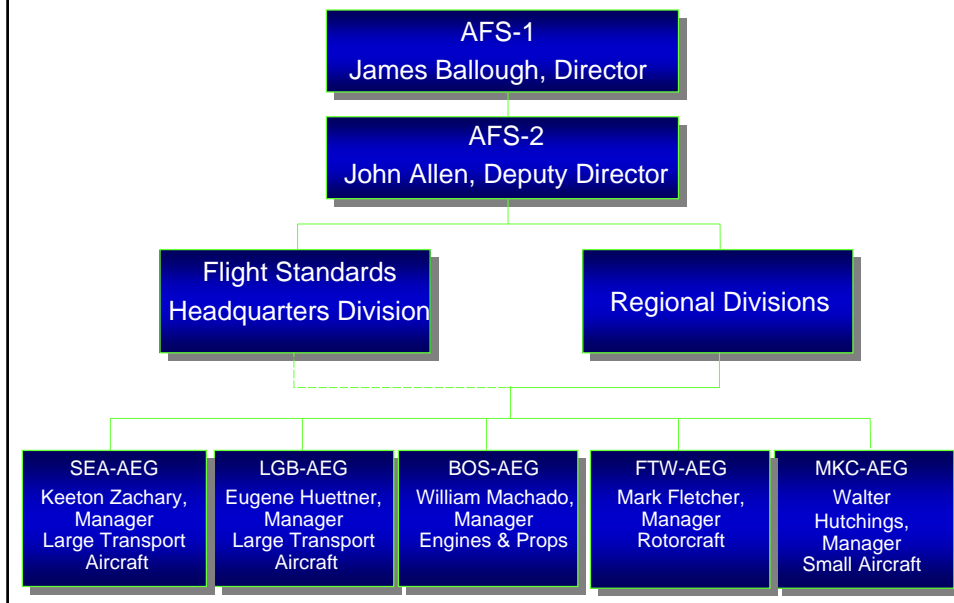 AFS-1
James Ballough, Director
AFS-2
John Allen, Deputy Director
Flight Standards
Headquarters Division
Regional Divisions
SEA-AEG
Keeton Zachary,
Manager
Large Transport
Aircraft
LGB-AEG
Eugene Huettner,
Manager
Large Transport
Aircraft
BOS-AEG
William Machado,
Manager
Engines & Props
FTW-AEG
Mark Fletcher,
Manager
Rotorcraft
MKC-AEG
Walter
Hutchings,
Manager
Small Aircraft